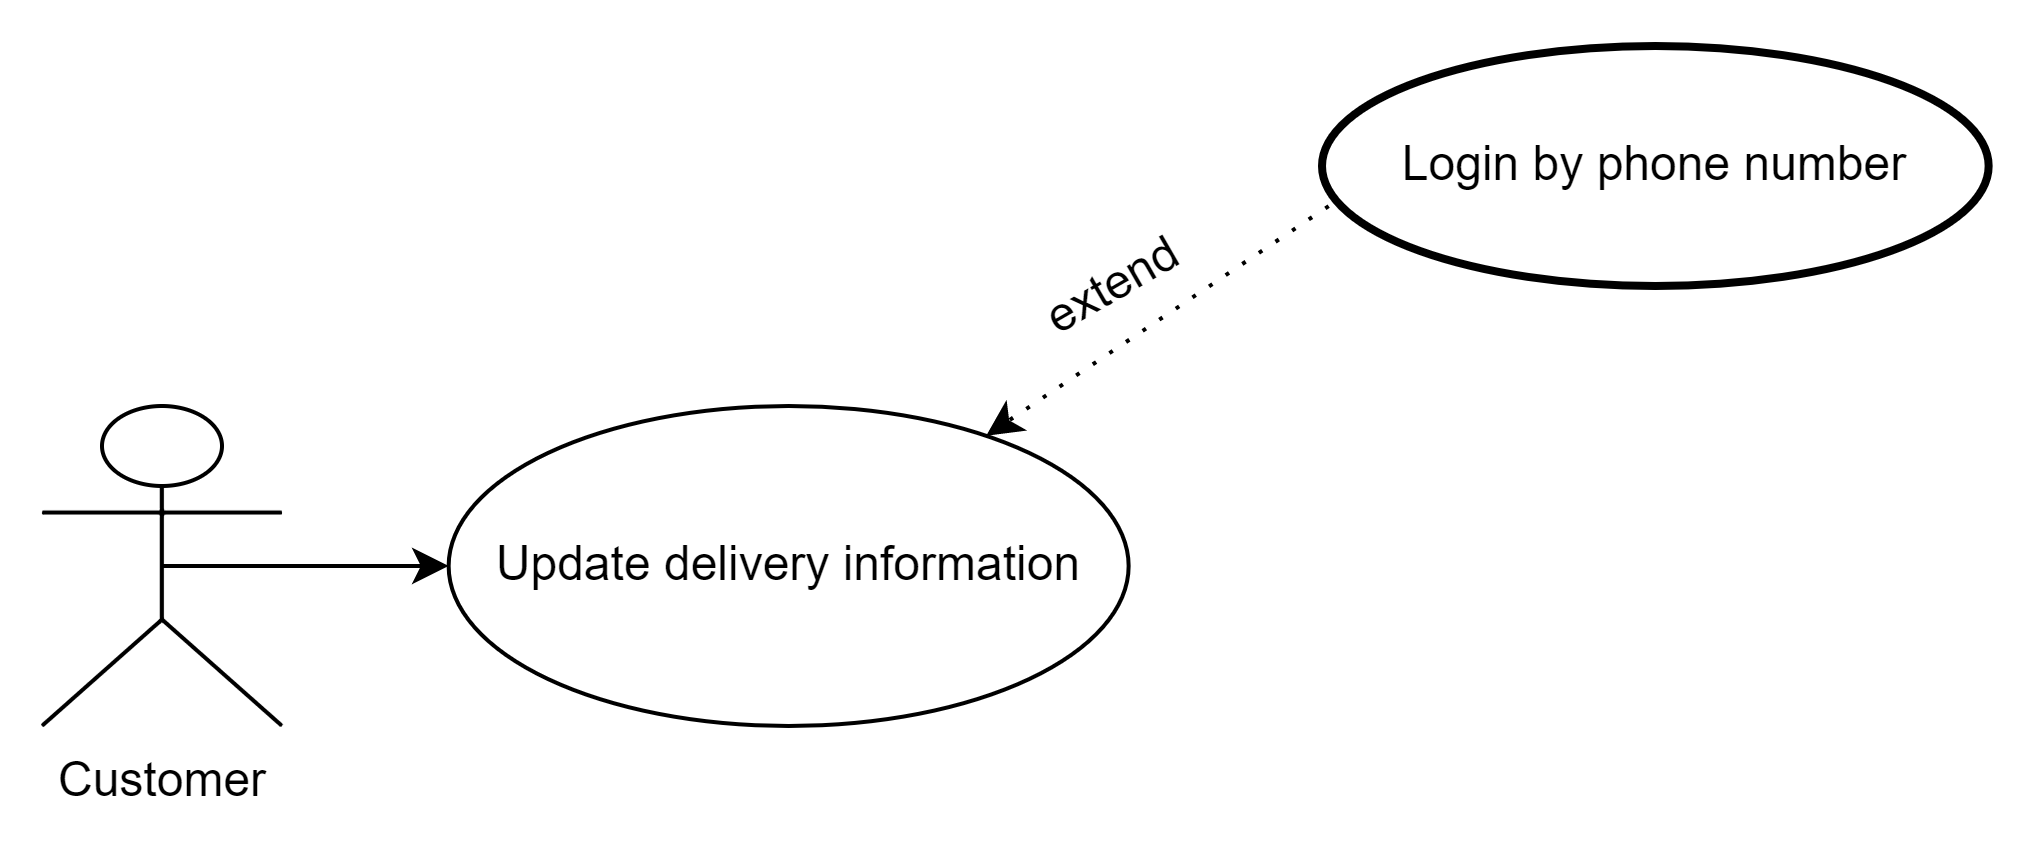 Login by phone number
extend
Update delivery information
Customer